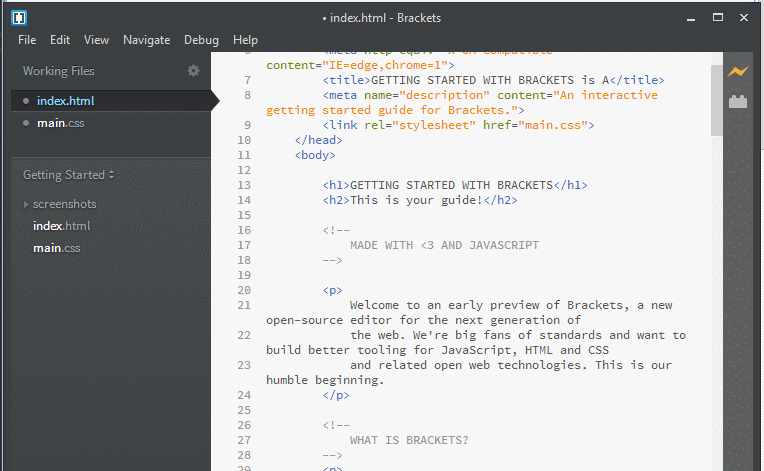 • index.html - Brackets
File Edit View Navigate Debug Help
Working Files
index.html
main.css
Getting Started
screenshots
index.html
main.css
content="IE=edge,chrome=1">
7 <title>GETTING STARTED WITH BRACKETS is A</title>
8 <meta name="description" content="An interactive
getting started guide for Brackets.">
9 <link rel="stylesheet" href="main.css">
10 </head>
11 <body>
12
13 <h1>GETTING STARTED WITH BRACKETS</h1>
14 <h2>This is your guide!</h2>
15
16 <!--
17 MADE WITH <3 AND JAVASCRIPT
18 -->
19
20 <p>
21 Welcome to an early preview of Brackets, a new
open-source editor for the next generation of
22 the web. We're big fans of standards and want to
build better tooling for JavaScript, HTML and CSS
23 and related open web technologies. This is our
humble beginning.
24 </p>
25
26 <!--
27 WHAT IS BRACKETS?
28 -->
29 <p>